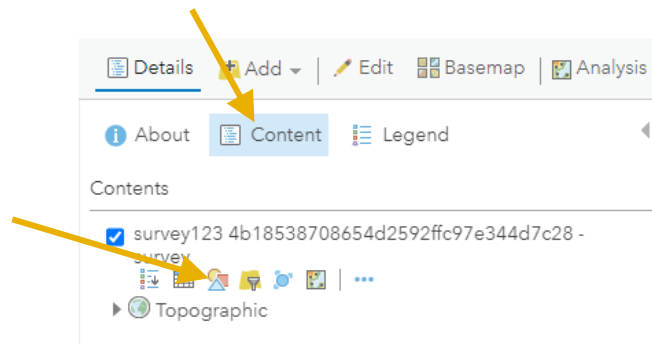 Details Add Edit Basemap Analysis
About Content Legend
Contents
survey123 4b18538708654d2592ffc97e344d7c28 -
survey
Topographic